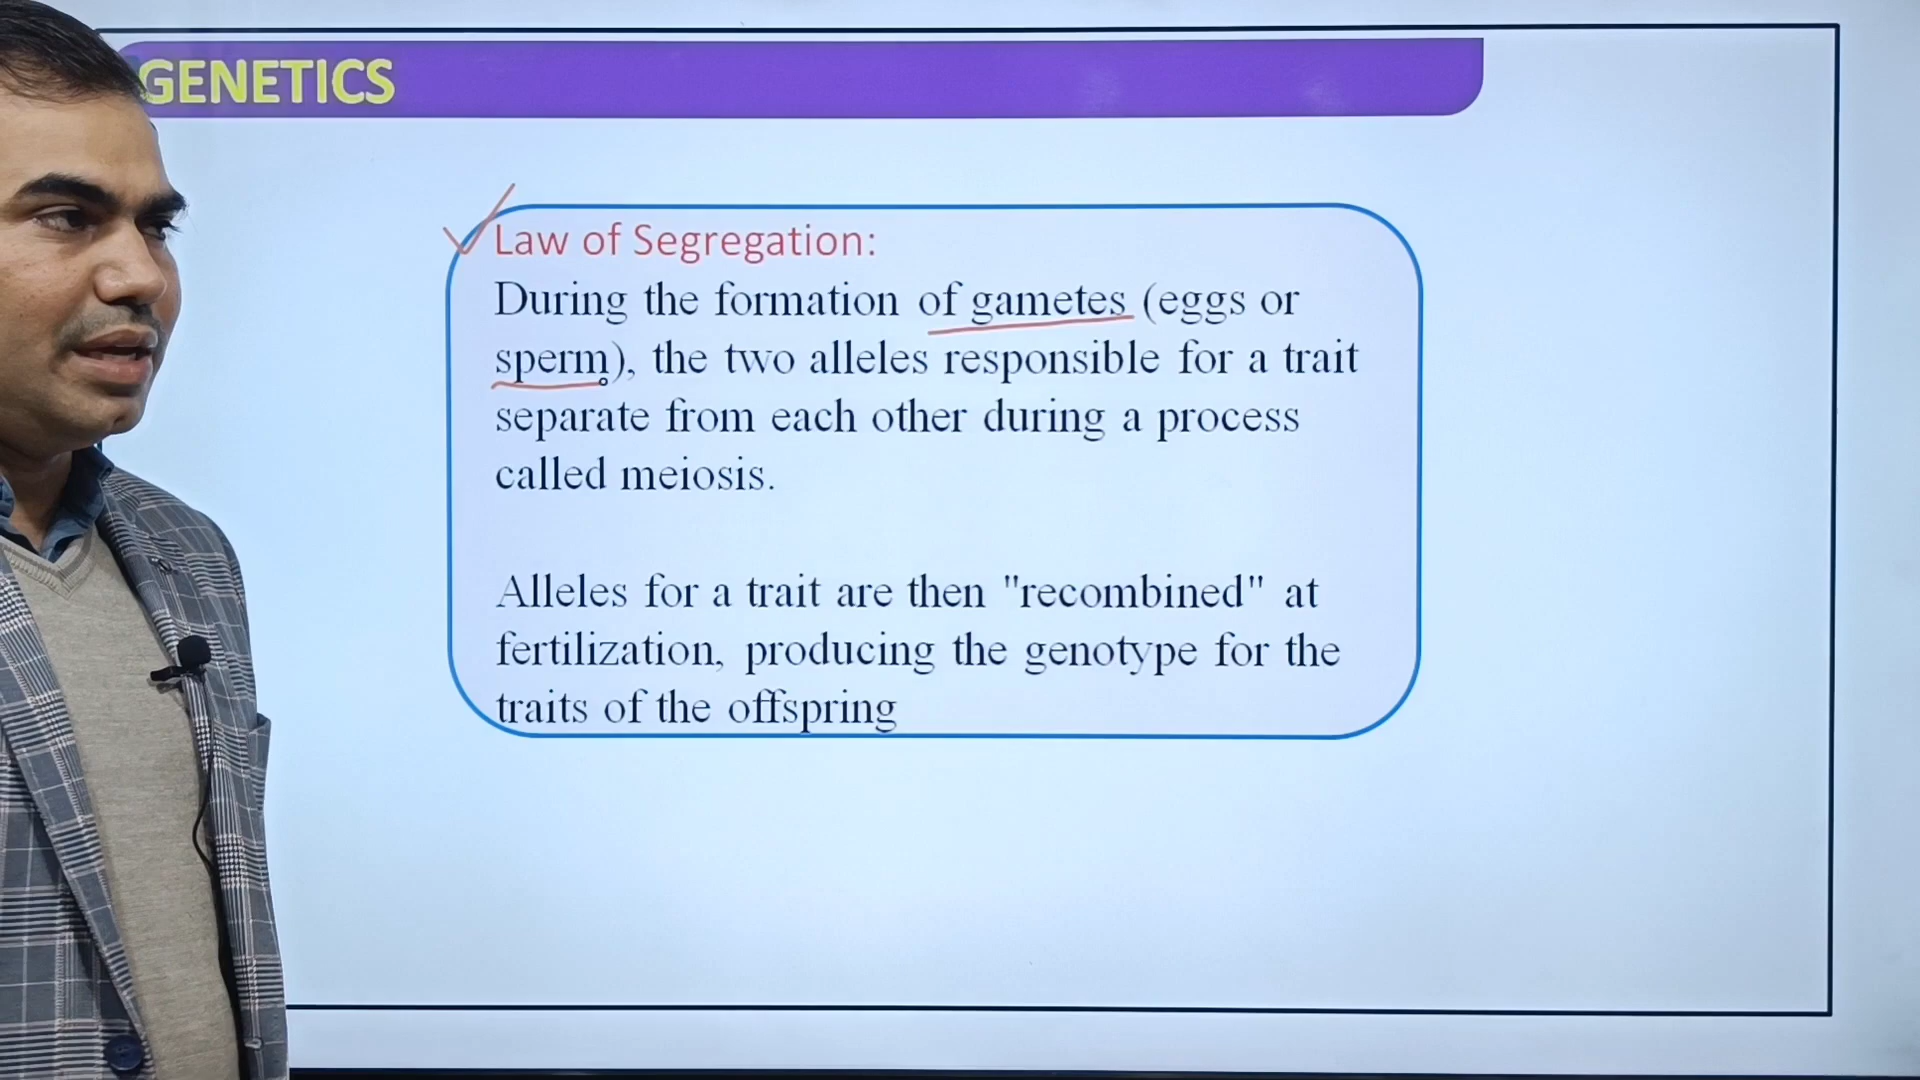 GENETICS
Law of Segregation:
During the formation of gametes (eggs or
sperm), the two alleles responsible for a trait
separate from each other during a process
called meiosis.
Alleles for a trait are then "recombined" at
fertilization, producing the genotype for the
traits of the offspring